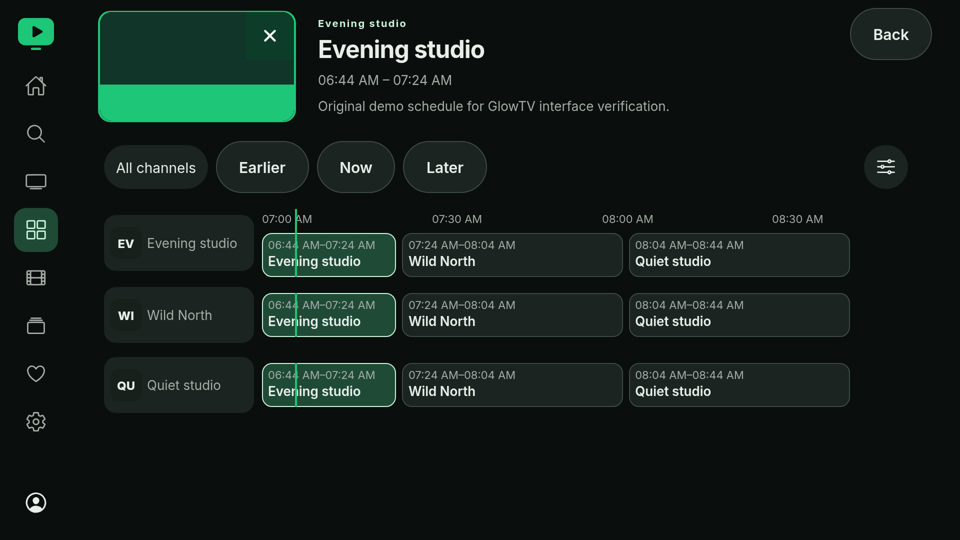 Evening studio
Evening studio
06:44 AM – 07:24 AM
Original demo schedule for GlowTV interface verification.
Back
All channels
Earlier
Now
Later
07:00 AM
07:30 AM
08:00 AM
08:30 AM
EV Evening studio
06:44 AM–07:24 AM
Evening studio
07:24 AM–08:04 AM
Wild North
08:04 AM–08:44 AM
Quiet studio
WI Wild North
06:44 AM–07:24 AM
Evening studio
07:24 AM–08:04 AM
Wild North
08:04 AM–08:44 AM
Quiet studio
QU Quiet studio
06:44 AM–07:24 AM
Evening studio
07:24 AM–08:04 AM
Wild North
08:04 AM–08:44 AM
Quiet studio